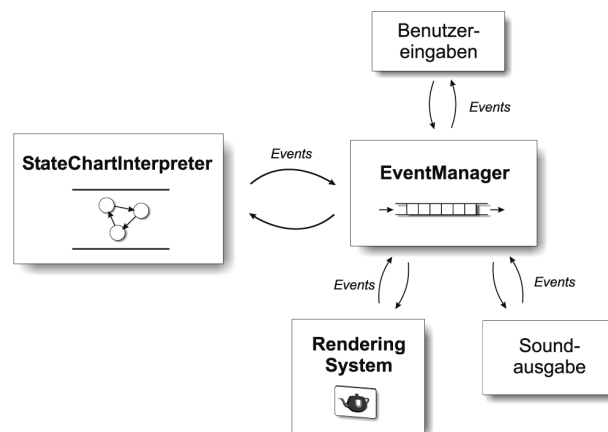 Benutzer-
eingaben
Events
StateChartInterpreter
Events
EventManager
Events
Events
Rendering
System
Sound-
ausgabe